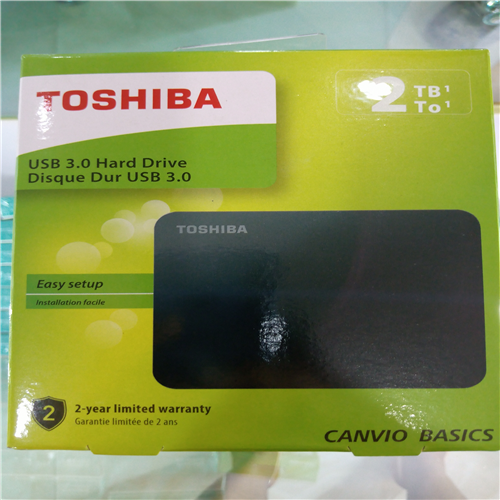 TOSHIBA
2 TB¹
To¹
USB 3.0 Hard Drive
Disque Dur USB 3.0
TOSHIBA
Easy setup
Installation facile
2
2-year limited warranty
Garantie limitée de 2 ans
CANVIO BASICS